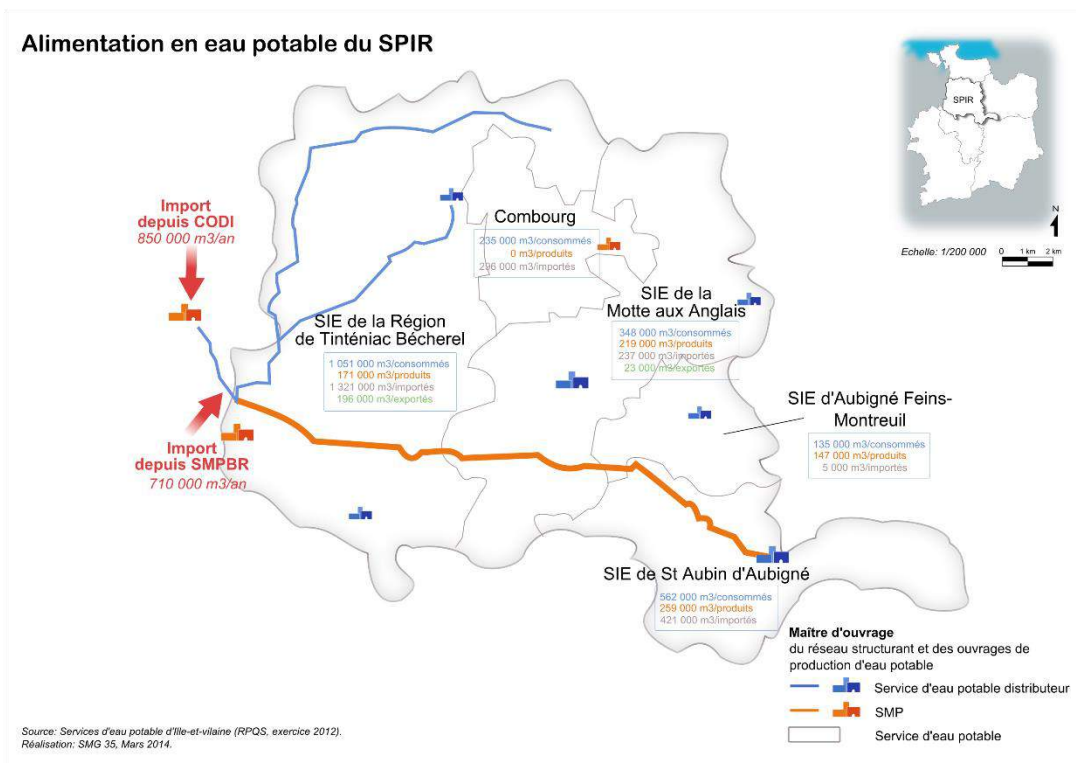 Alimentation en eau potable du SPIR
SPIR
N
Echelle: 1/200 000
0 1 km 2 km
Import
depuis CODI
850 000 m3/an
Combourg
235 000 m3/consommés
0 m3/produits
296 000 m3/importés
SIE de la
Motte aux Anglais
348 000 m3/consommés
219 000 m3/produits
237 000 m3/importés
23 000 m3/exportés
SIE de la Région
de Tinténiac Bécherel
1 051 000 m3/consommés
171 000 m3/produits
1 321 000 m3/importés
196 000 m3/exportés
SIE d'Aubigné Feins-
Montreuil
135 000 m3/consommés
147 000 m3/produits
5 000 m3/importés
Import
depuis SMPBR
710 000 m3/an
SIE de St Aubin d'Aubigné
562 000 m3/consommés
259 000 m3/produits
421 000 m3/importés
Maître d'ouvrage
du réseau structurant et des ouvrages de
production d'eau potable
Service d'eau potable distributeur
SMP
Service d'eau potable
Source: Services d'eau potable d'Ille-et-vilaine (RPQS, exercice 2012).
Réalisation: SMG 35, Mars 2014.